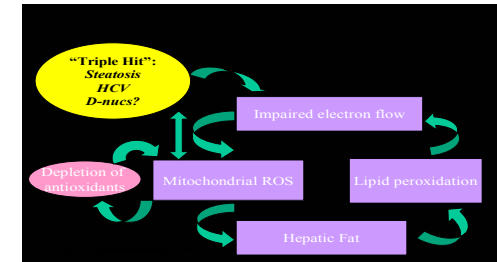 “Triple Hit”:
Steatosis
HCV
D-nucs?
Impaired electron flow
Depletion of
antioxidants
Mitochondrial ROS
Lipid peroxidation
Hepatic Fat